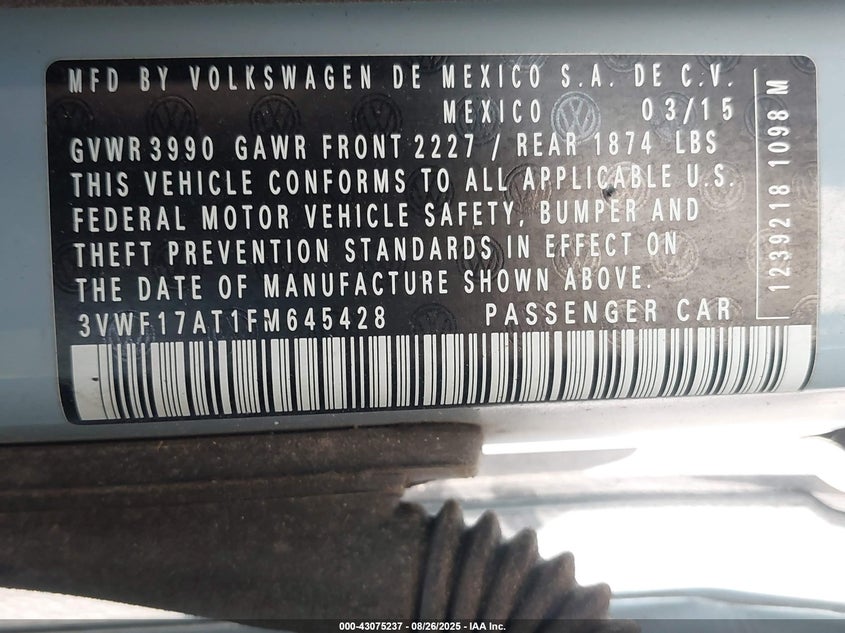 MFD BY VOLKSWAGEN DE MEXICO S.A. DE C.V.
MEXICO 03/15
GVWR 3990 GAWR FRONT 2227 / REAR 1874 LBS
THIS VEHICLE CONFORMS TO ALL APPLICABLE U.S.
FEDERAL MOTOR VEHICLE SAFETY, BUMPER AND
THEFT PREVENTION STANDARDS IN EFFECT ON
THE DATE OF MANUFACTURE SHOWN ABOVE.
3VWF17AT1FM645428 PASSENGER CAR
1239218 1098 M
000-43075237 - 08/26/2025 - IAA Inc.